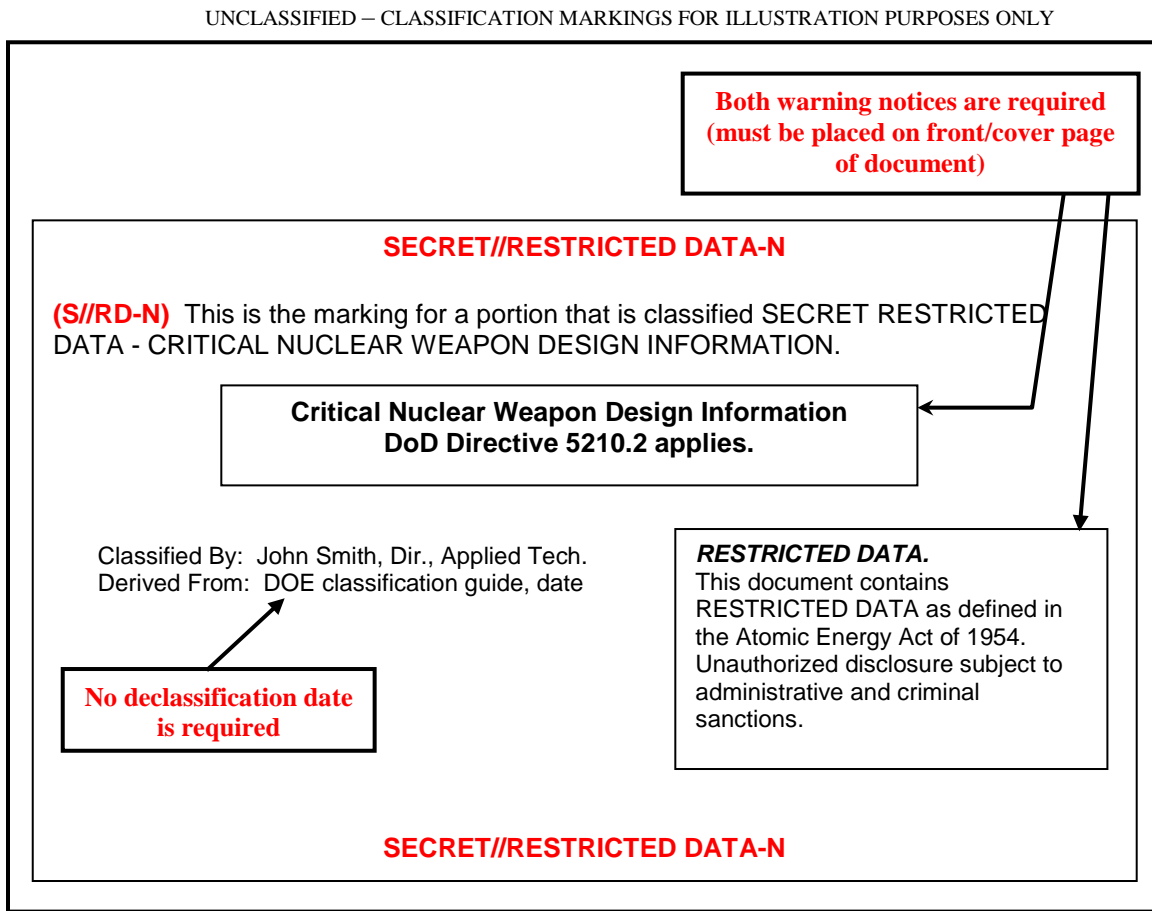 UNCLASSIFIED – CLASSIFICATION MARKINGS FOR ILLUSTRATION PURPOSES ONLY
Both warning notices are required
(must be placed on front/cover page
of document)
SECRET//RESTRICTED DATA-N
(S//RD-N) This is the marking for a portion that is classified SECRET RESTRICTED
DATA - CRITICAL NUCLEAR WEAPON DESIGN INFORMATION.
Critical Nuclear Weapon Design Information
DoD Directive 5210.2 applies.
Classified By: John Smith, Dir., Applied Tech.
Derived From: DOE classification guide, date
RESTRICTED DATA.
This document contains
RESTRICTED DATA as defined in
the Atomic Energy Act of 1954.
Unauthorized disclosure subject to
administrative and criminal
sanctions.
No declassification date
is required
SECRET//RESTRICTED DATA-N